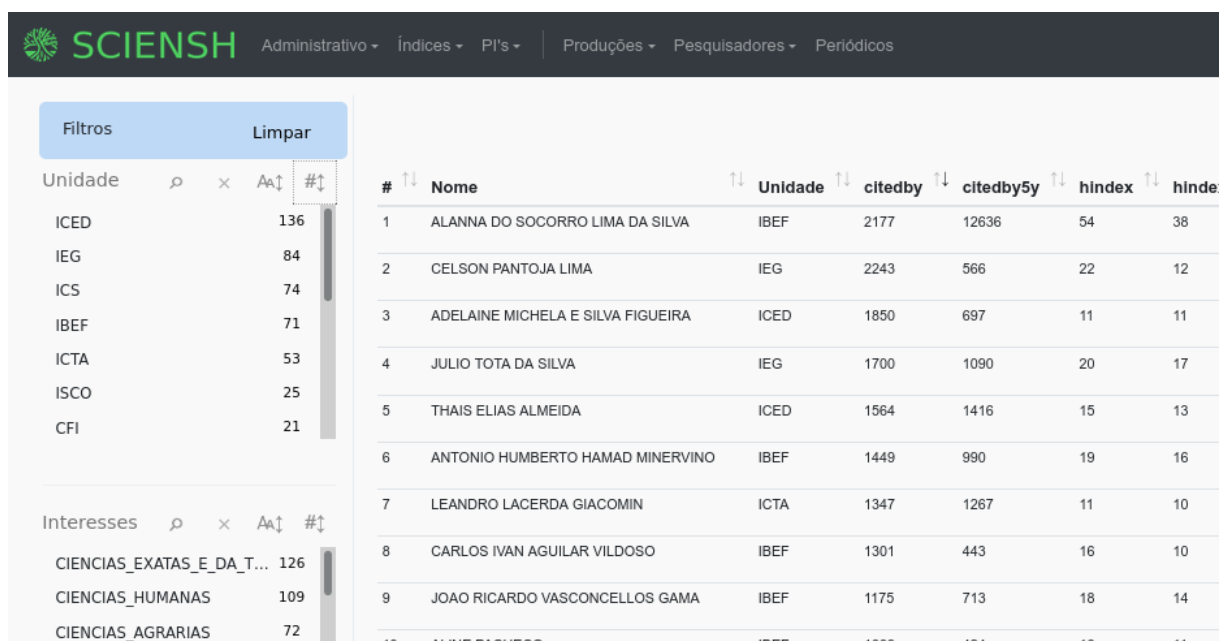 SCIENSH Administrativo Índices PI's Produções Pesquisadores Periódicos
Filtros Limpar
Unidade
ICED 136
IEG 84
ICS 74
IBEF 71
ICTA 53
ISCO 25
CFI 21
Interesses
CIENCIAS_EXATAS_E_DA_T... 126
CIENCIAS_HUMANAS 109
CIENCIAS_AGRARIAS 72
# Nome Unidade citedby citedby5y hindex
1 ALANNA DO SOCORRO LIMA DA SILVA IBEF 2177 12636 54 38
2 CELSON PANTOJA LIMA IEG 2243 566 22 12
3 ADELAINE MICHELA E SILVA FIGUEIRA ICED 1850 697 11 11
4 JULIO TOTA DA SILVA IEG 1700 1090 20 17
5 THAIS ELIAS ALMEIDA ICED 1564 1416 15 13
6 ANTONIO HUMBERTO HAMAD MINERVINO IBEF 1449 990 19 16
7 LEANDRO LACERDA GIACOMIN ICTA 1347 1267 11 10
8 CARLOS IVAN AGUILAR VILDOSO IBEF 1301 443 16 10
9 JOAO RICARDO VASCONCELLOS GAMA IBEF 1175 713 18 14